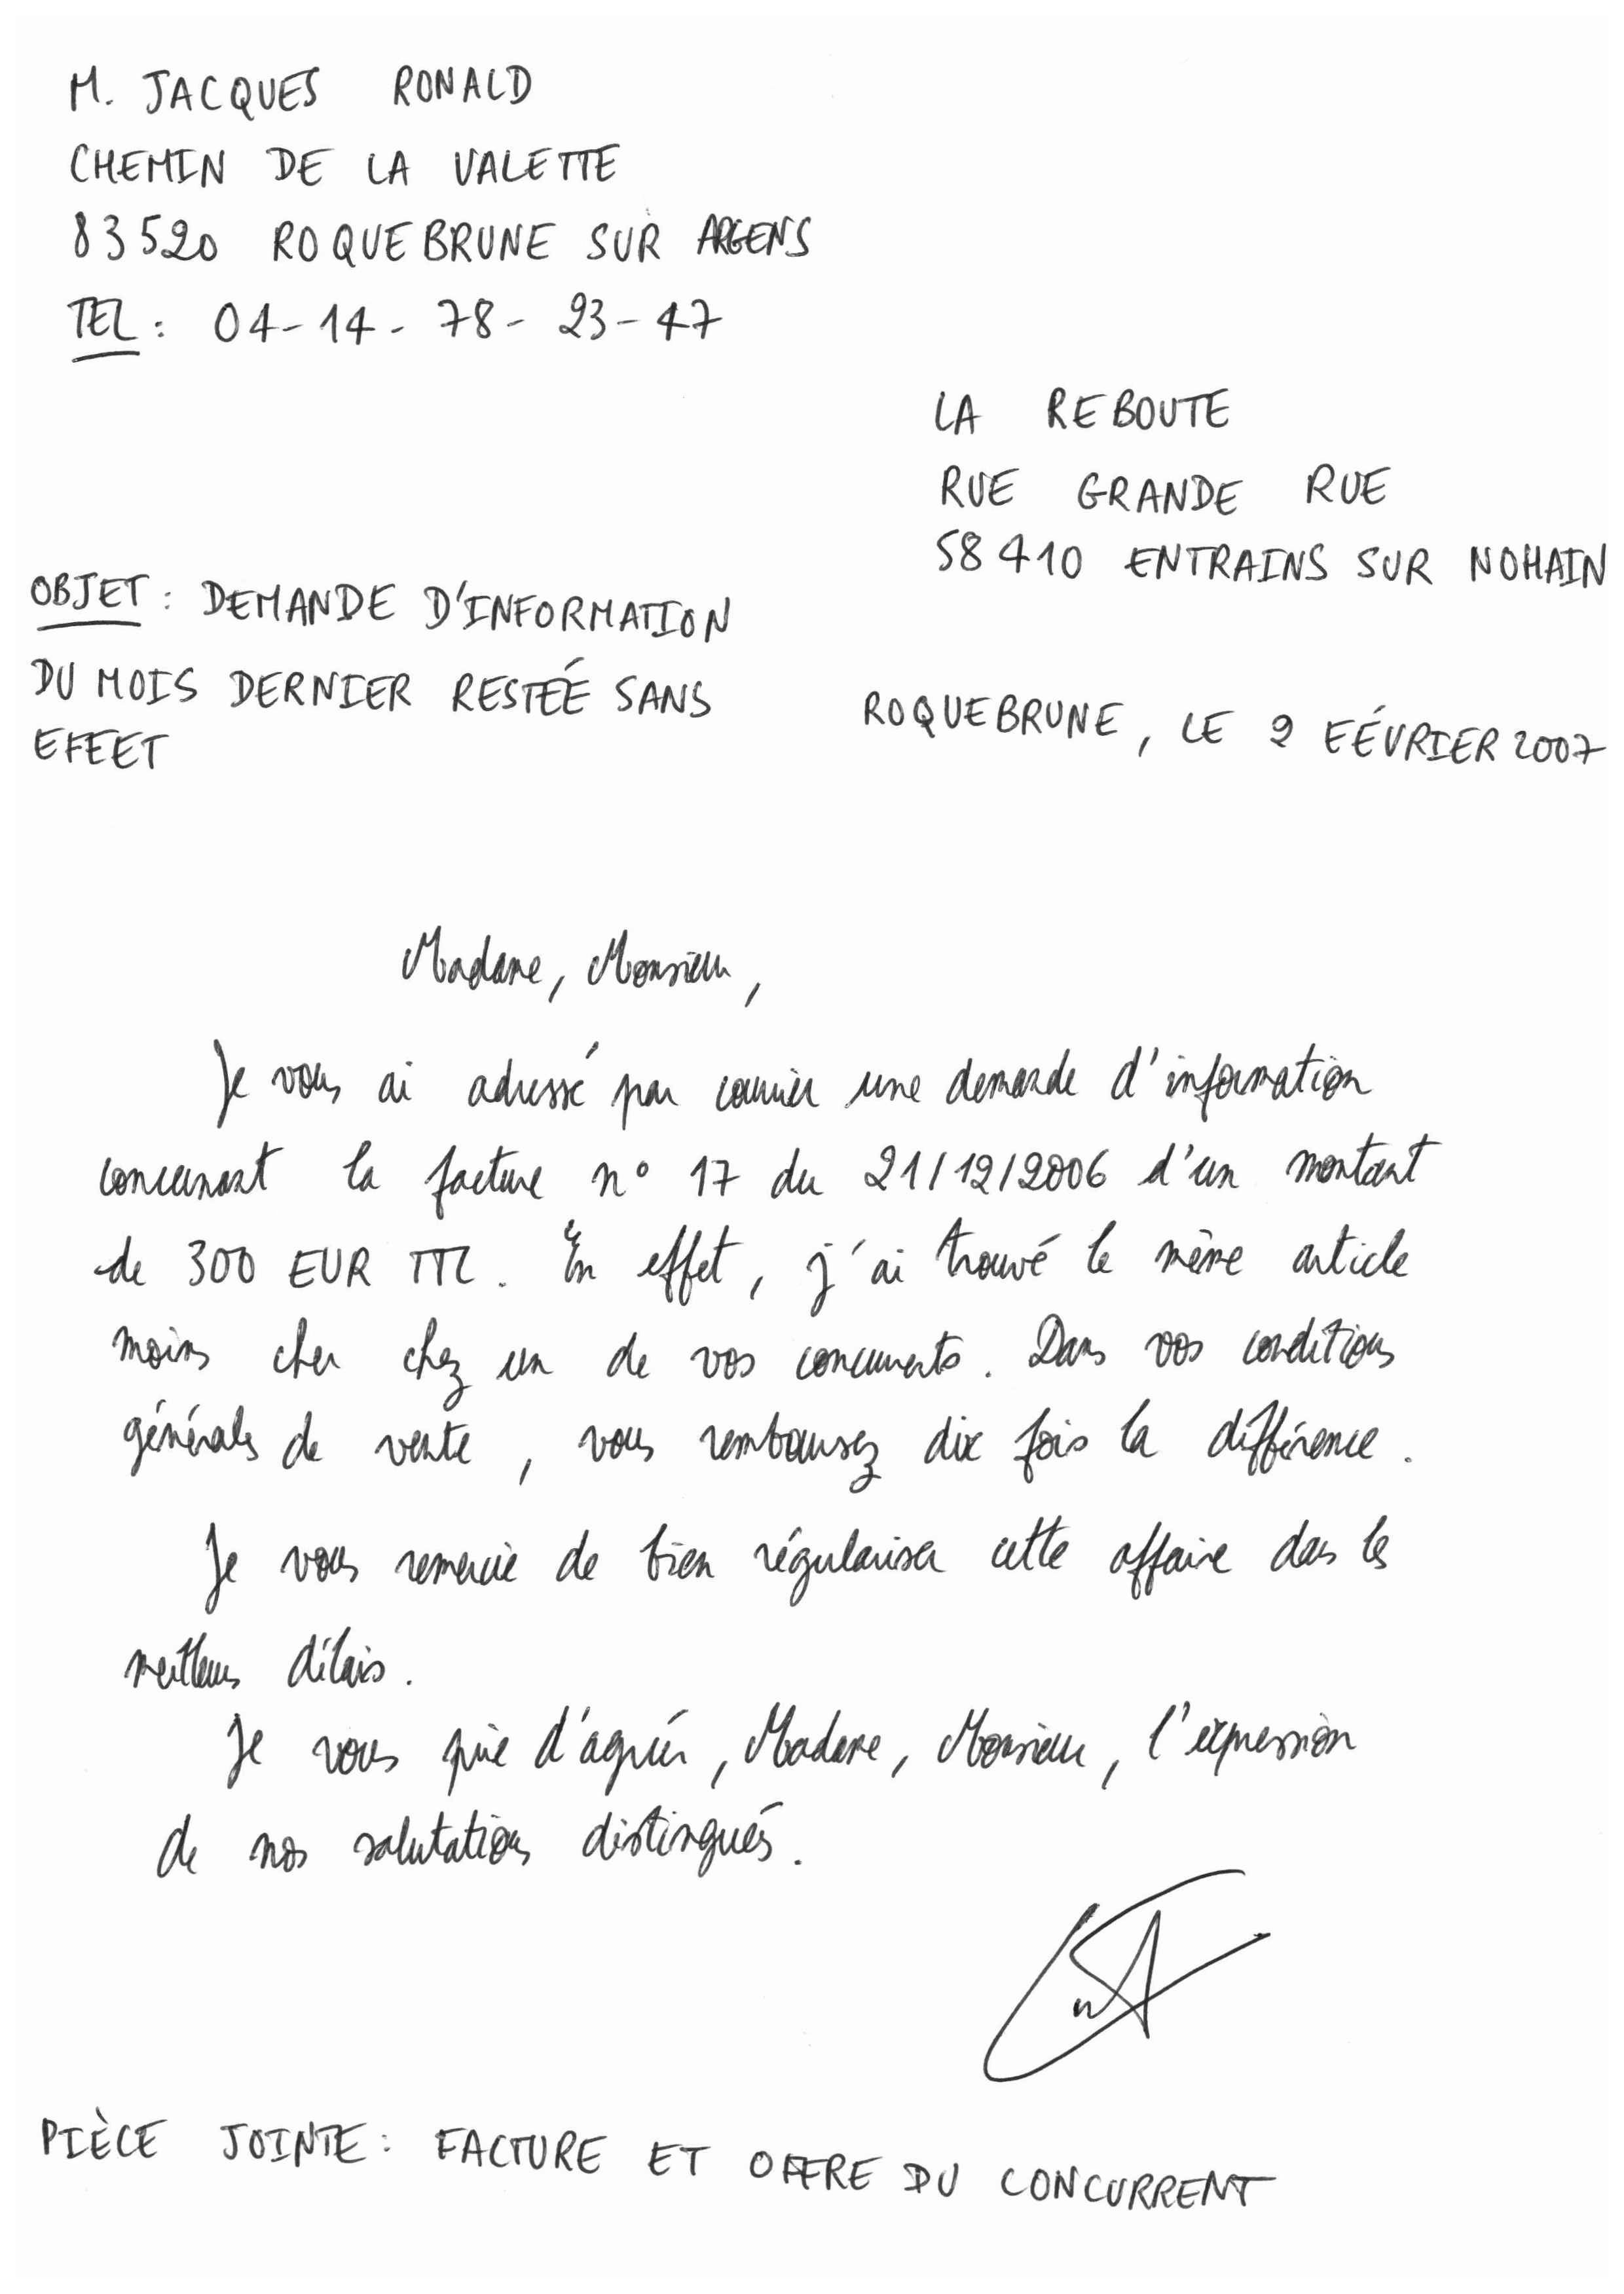 M. JACQUES RONALD
CHEMIN DE LA VALETTE
83520 ROQUEBRUNE SUR ARGENS
TEL : 04-14-78-23-47
LA REBOUTE
RUE GRANDE RUE
58410 ENTRAINS SUR NOHAIN
OBJET : DEMANDE D'INFORMATION
DU MOIS DERNIER RESTÉE SANS
EFFET
ROQUEBRUNE, LE 2 FÉVRIER 2007
Madame, Monsieur,
Je vous ai adressé par courrier une demande d'information
concernant la facture n° 17 du 21/12/2006 d'un montant
de 300 EUR TTC. En effet, j'ai trouvé le même article
moins cher chez un de vos concurrents. Dans vos conditions
générales de vente, vous remboursez dix fois la différence.
Je vous remercie de bien régulariser cette affaire dans les
meilleurs délais.
Je vous prie d'agréer, Madame, Monsieur, l'expression
de nos salutations distingués.
PIÈCE JOINTE : FACTURE ET OFFRE DU CONCURRENT